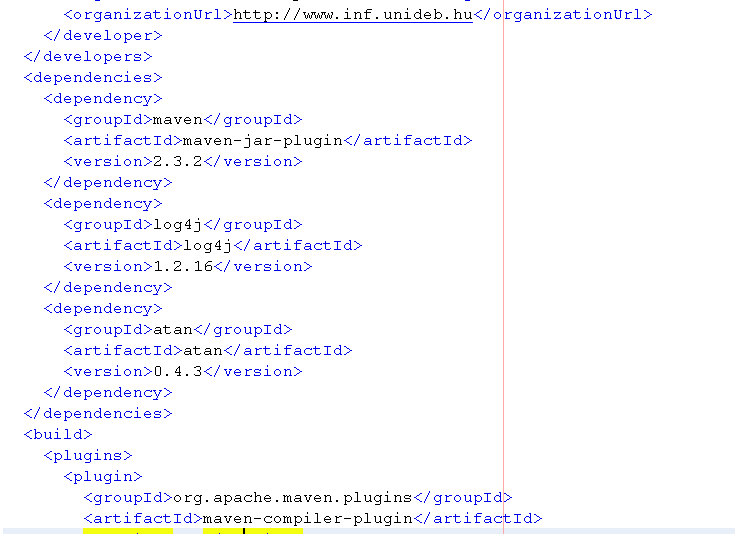 <organizationUrl>http://www.inf.unideb.hu</organizationUrl>
</developer>
</developers>
<dependencies>
<dependency>
<groupId>maven</groupId>
<artifactId>maven-jar-plugin</artifactId>
<version>2.3.2</version>
</dependency>
<dependency>
<groupId>log4j</groupId>
<artifactId>log4j</artifactId>
<version>1.2.16</version>
</dependency>
<dependency>
<groupId>atan</groupId>
<artifactId>atan</artifactId>
<version>0.4.3</version>
</dependency>
</dependencies>
<build>
<plugins>
<plugin>
<groupId>org.apache.maven.plugins</groupId>
<artifactId>maven-compiler-plugin</artifactId>